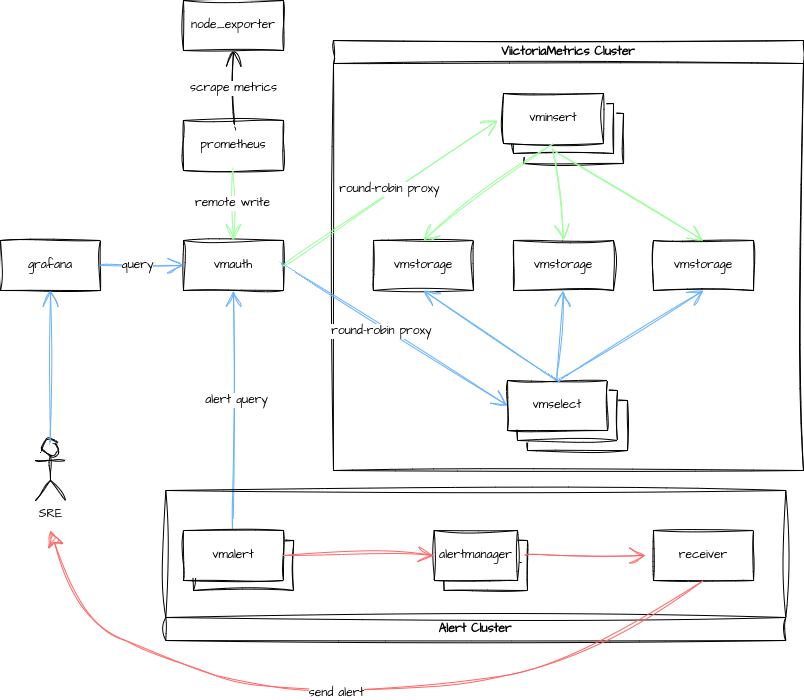 node_exporter
ViictoriaMetrics Cluster
scrape metrics
vminsert
prometheus
round-robin proxy
remote write
grafana
query
vmauth
vmstorage
vmstorage
vmstorage
round-robin proxy
alert query
vmselect
SRE
vmalert
alertmanager
receiver
Alert Cluster
send alert